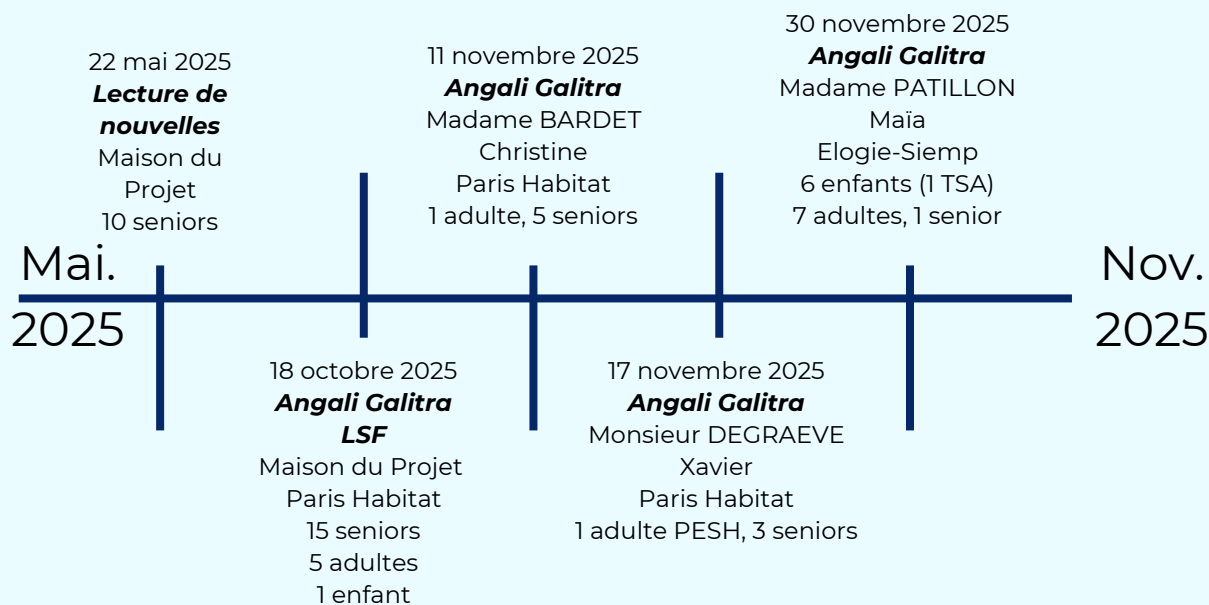 Mai.
2025
22 mai 2025
Lecture de
nouvelles
Maison du
Projet
10 seniors
18 octobre 2025
Angali Galitra
LSF
Maison du Projet
Paris Habitat
15 seniors
5 adultes
1 enfant
11 novembre 2025
Angali Galitra
Madame BARDET
Christine
Paris Habitat
1 adulte, 5 seniors
17 novembre 2025
Angali Galitra
Monsieur DEGRAEVE
Xavier
Paris Habitat
1 adulte PESH, 3 seniors
30 novembre 2025
Angali Galitra
Madame PATILLON
Maïa
Elogie-Siemp
6 enfants (1 TSA)
7 adultes, 1 senior
Nov.
2025